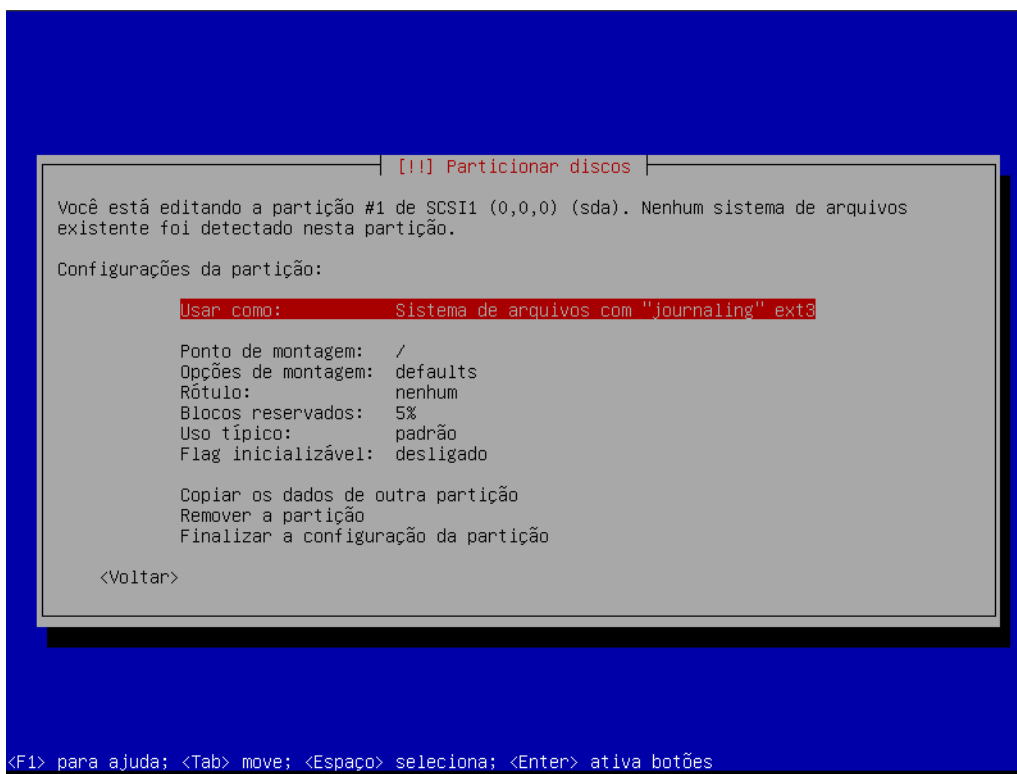 [!!] Particionar discos
Você está editando a partição #1 de SCSI1 (0,0,0) (sda). Nenhum sistema de arquivos
existente foi detectado nesta partição.
Configurações da partição:
Usar como: Sistema de arquivos com "journaling" ext3
Ponto de montagem: /
Opções de montagem: defaults
Rótulo: nenhum
Blocos reservados: 5%
Uso típico: padrão
Flag inicializável: desligado
Copiar os dados de outra partição
Remover a partição
Finalizar a configuração da partição
<Voltar>
<F1> para ajuda; <Tab> move; <Espaço> seleciona; <Enter> ativa botões